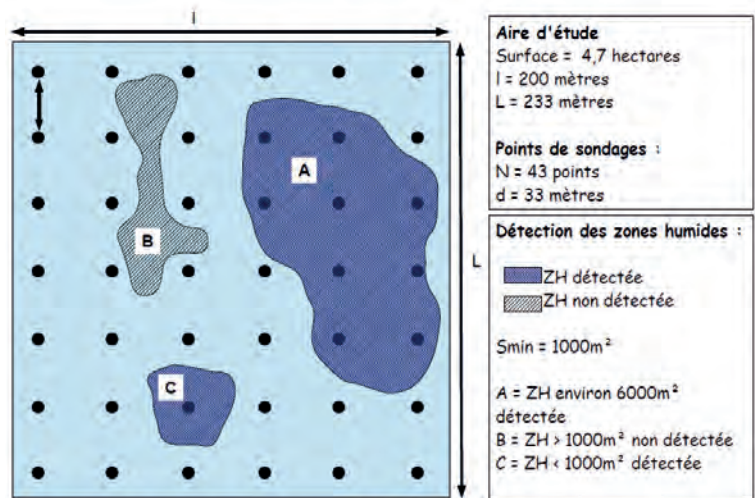 l
A
B
C
L
Aire d'étude
Surface = 4,7 hectares
l = 200 mètres
L = 233 mètres
Points de sondages :
N = 43 points
d = 33 mètres
Détection des zones humides :
ZH détectée
ZH non détectée
Smin = 1000m²
A = ZH environ 6000m²
détectée
B = ZH > 1000m² non détectée
C = ZH < 1000m² détectée